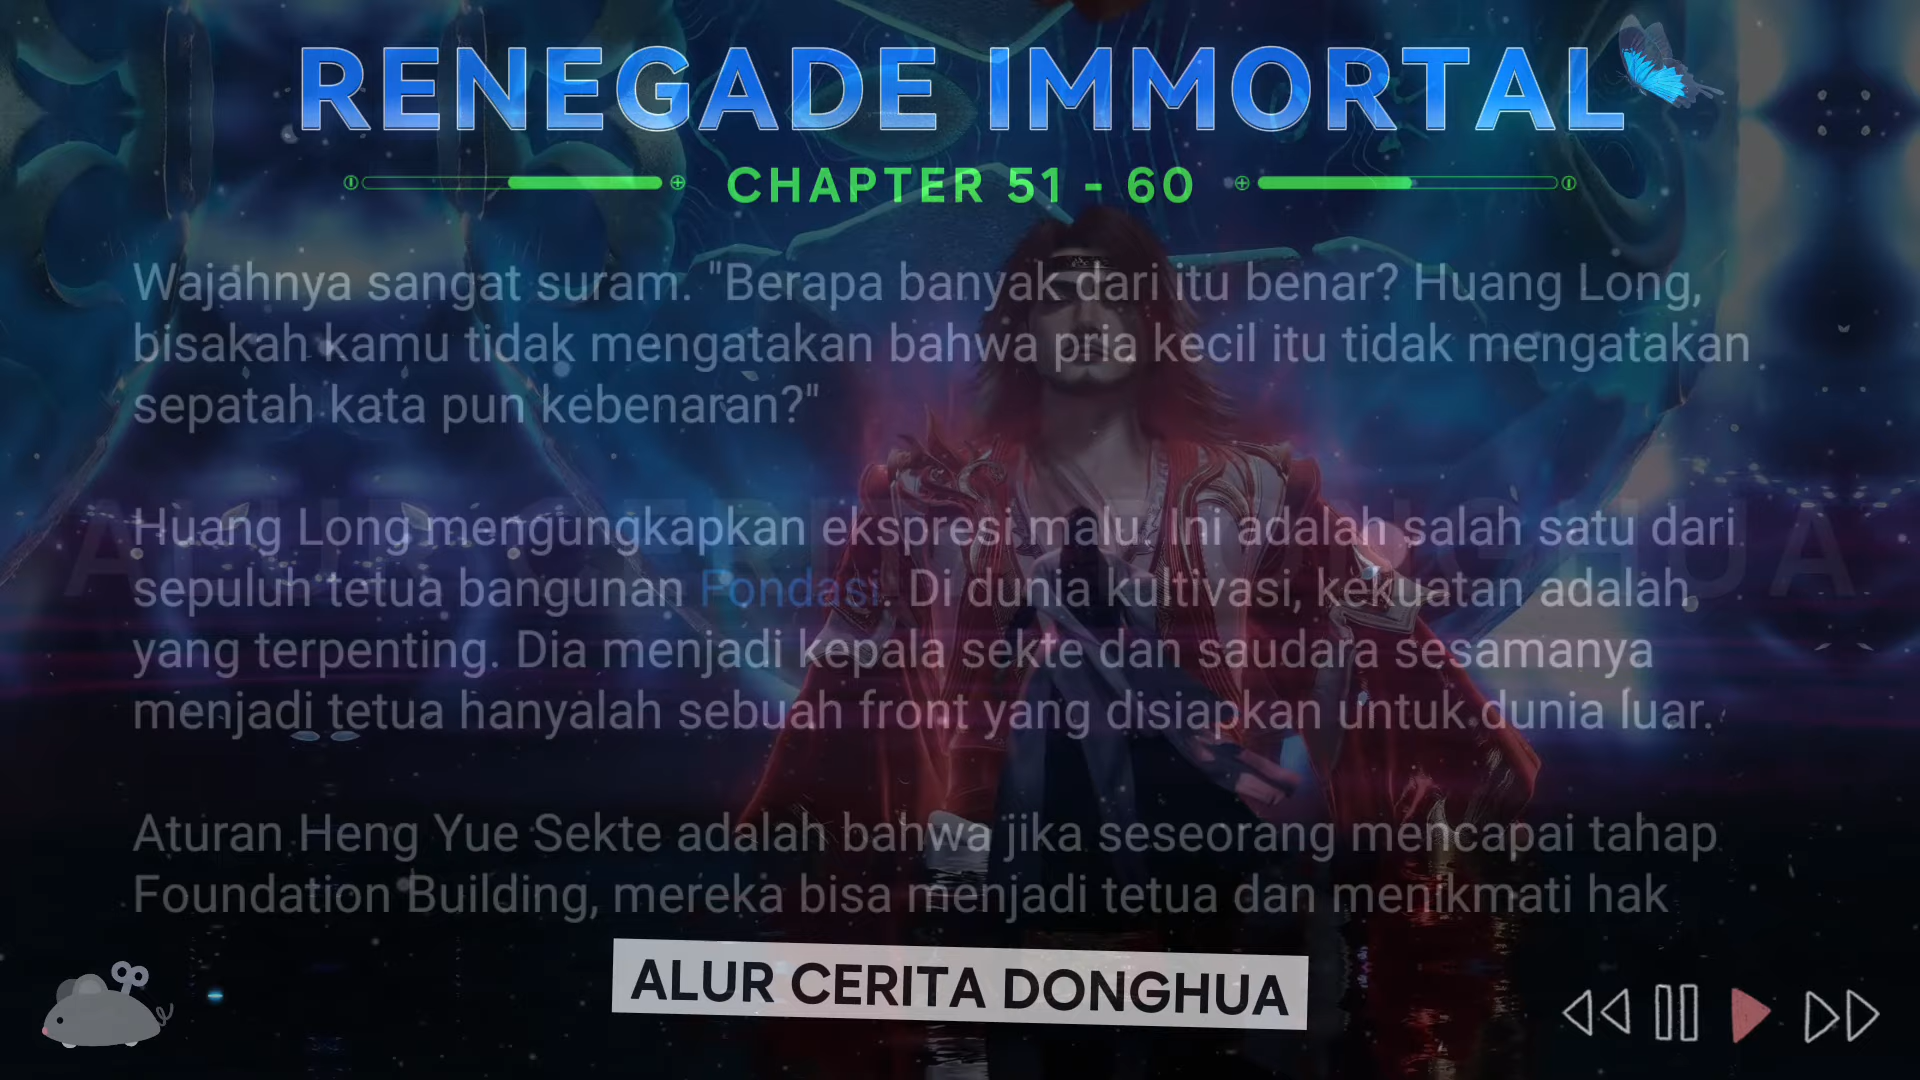 RENEGADE IMMORTAL
CHAPTER 51 - 60
Wajahnya sangat suram. "Berapa banyak dari itu benar? Huang Long,
bisakah kamu tidak mengatakan bahwa pria kecil itu tidak mengatakan
sepatah kata pun kebenaran?"
Huang Long mengungkapkan ekspresi malu. Ini adalah salah satu dari
sepuluh tetua bangunan Fondasi. Di dunia kultivasi, kekuatan adalah
yang terpenting. Dia menjadi kepala sekte dan saudara sesamanya
menjadi tetua hanyalah sebuah front yang disiapkan untuk dunia luar.
Aturan Heng Yue Sekte adalah bahwa jika seseorang mencapai tahap
Foundation Building, mereka bisa menjadi tetua dan menikmati hak
ALUR CERITA DONGHUA
ALUR CERITA DONGHUA